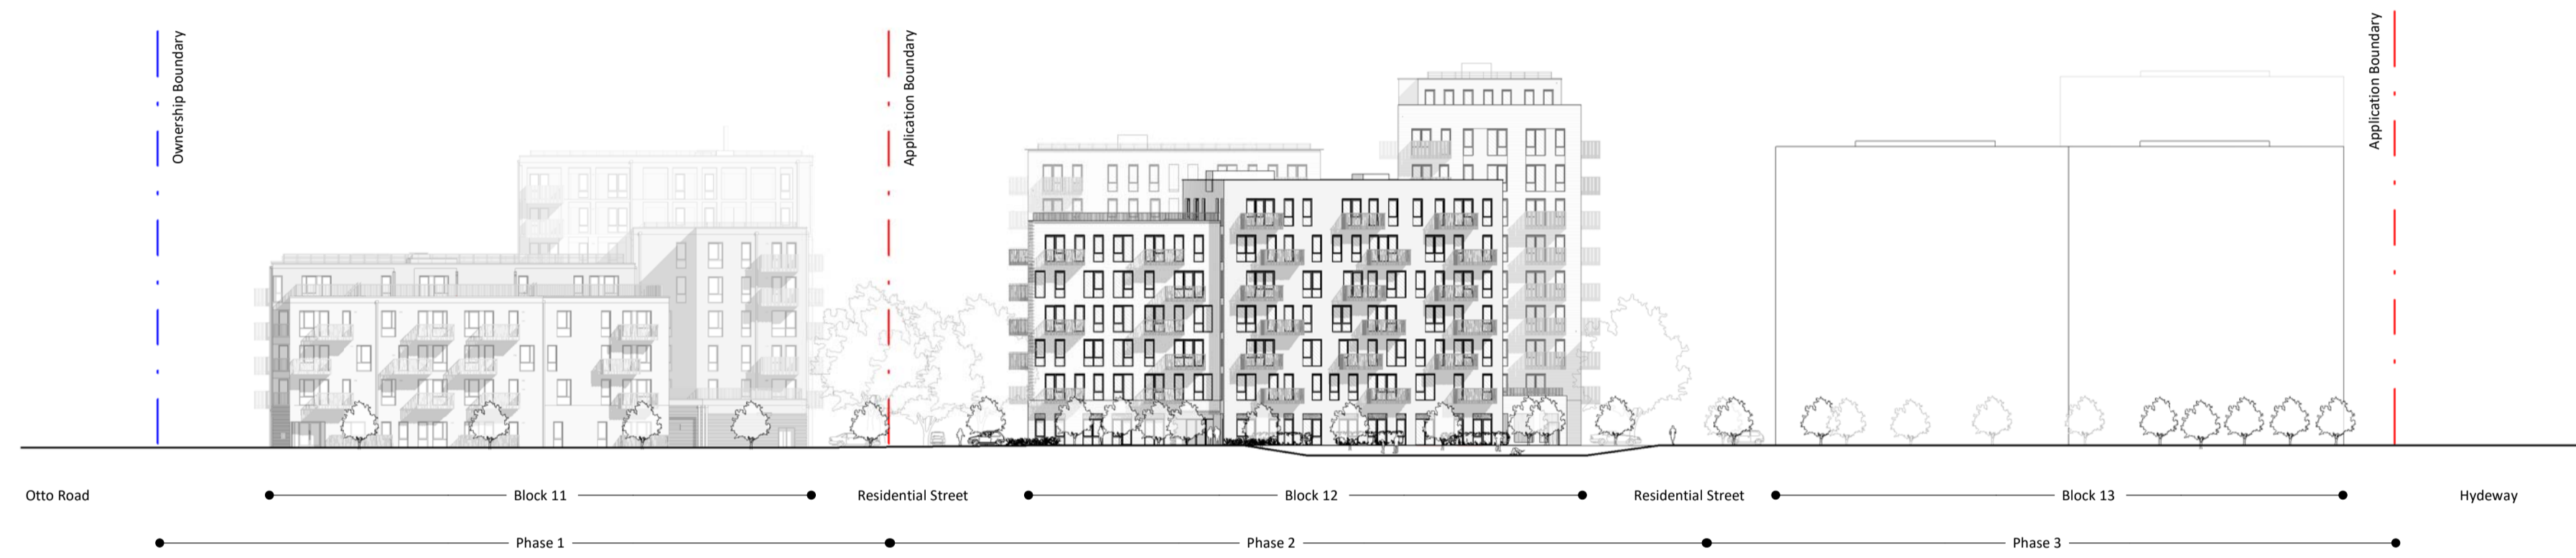 Ownership Boundary
Application Boundary
Application Boundary
Otto Road
Block 11
Residential Street
Block 12
Residential Street
Block 13
Hydeway
Phase 1
Phase 2
Phase 3